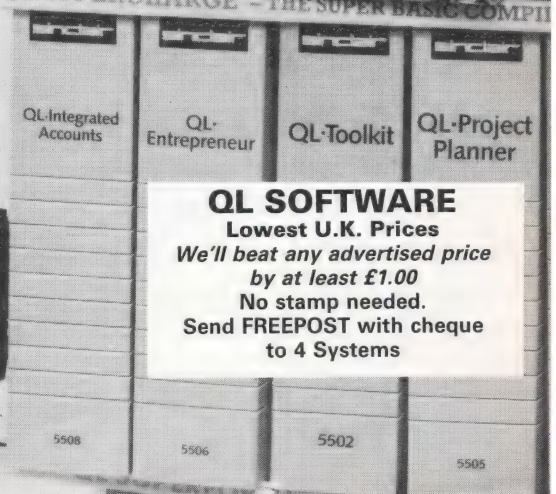 – THE SUPER BASIC COMPIL
QL·Integrated
Accounts
QL·
Entrepreneur
QL·Toolkit
QL·Project
Planner
QL SOFTWARE
Lowest U.K. Prices
We'll beat any advertised price
by at least £1.00
No stamp needed.
Send FREEPOST with cheque
to 4 Systems
5508
5506
5502
5505